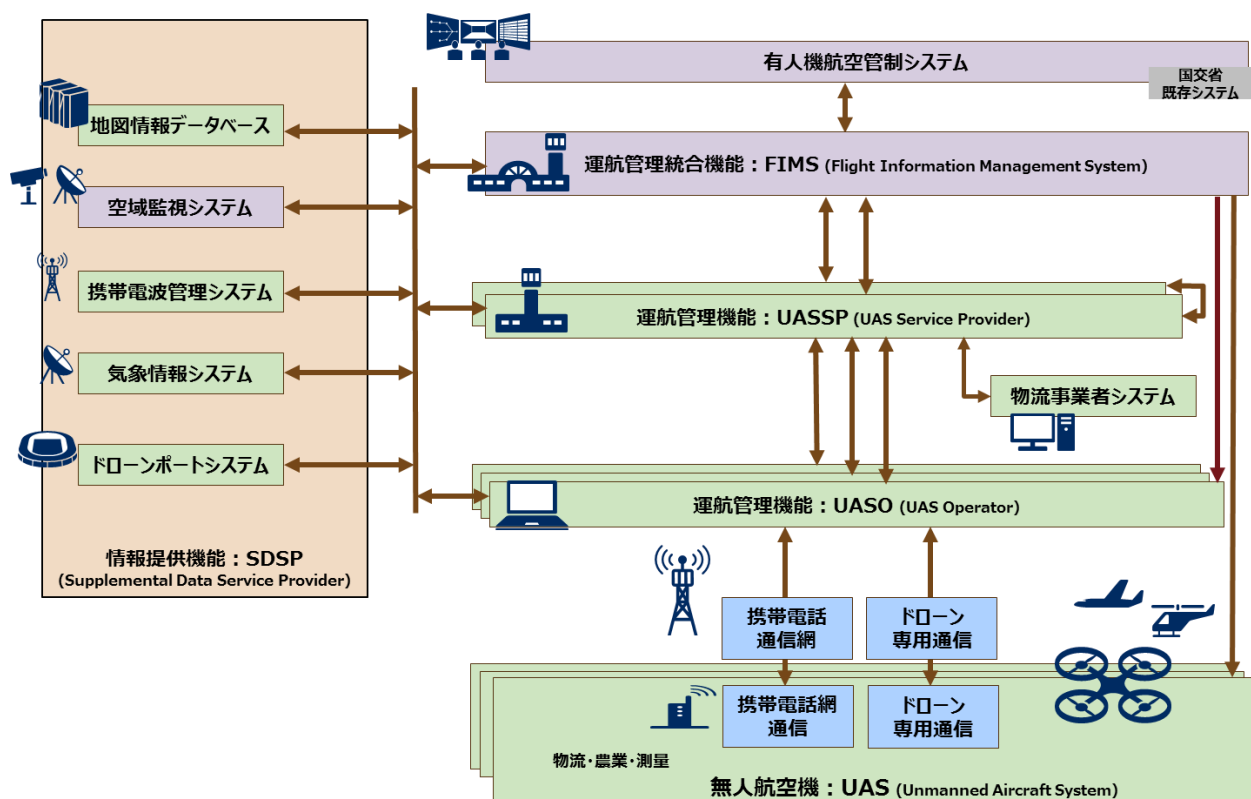 有人機航空管制システム
国交省
既存システム
地図情報データベース
運航管理統合機能：FIMS (Flight Information Management System)
空域監視システム
携帯電波管理システム
運航管理機能：UASSP (UAS Service Provider)
気象情報システム
物流事業者システム
ドローンポートシステム
運航管理機能：UASO (UAS Operator)
情報提供機能：SDSP
(Supplemental Data Service Provider)
携帯電話
通信網
ドローン
専用通信
携帯電話網
通信
ドローン
専用通信
物流・農業・測量
無人航空機：UAS (Unmanned Aircraft System)